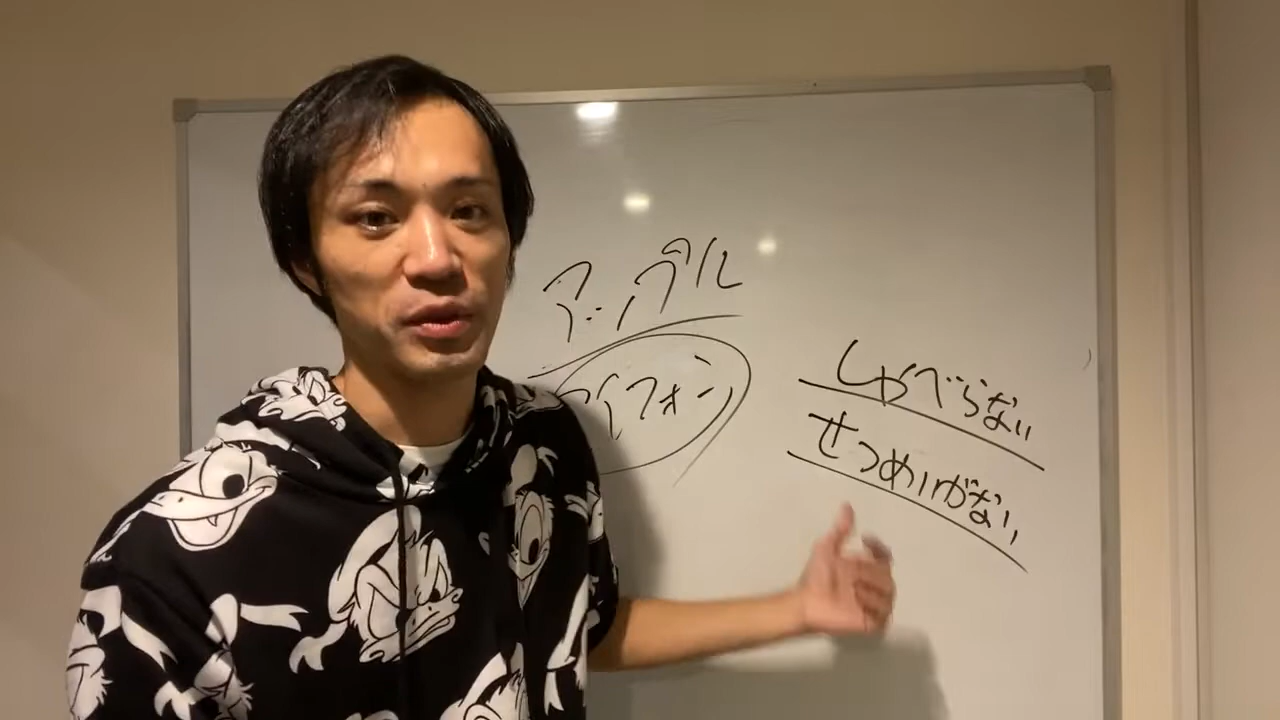 アップル
アイフォン
しゃべらない
せつめいがない